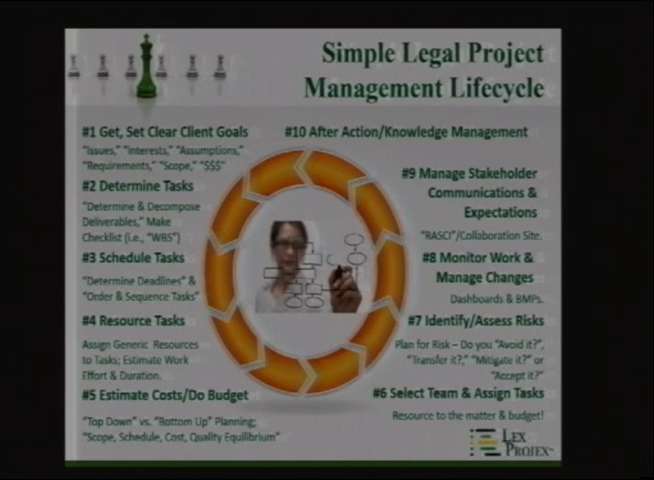 Simple Legal Project
Management Lifecycle
#1 Get, Set Clear Client Goals
"Issues," "Interests," "Assumptions,"
"Requirements," "Scope," "$$$"
#2 Determine Tasks
"Determine & Decompose
Deliverables," Make
Checklist (i.e., "WBS")
#3 Schedule Tasks
"Determine Deadlines" &
"Order & Sequence Tasks"
#4 Resource Tasks
Assign Generic Resources
to Tasks; Estimate Work
Effort & Duration.
#5 Estimate Costs/Do Budget
"Top Down" vs. "Bottom Up" Planning;
"Scope, Schedule, Cost, Quality Equilibrium"
#10 After Action/Knowledge Management
#9 Manage Stakeholder
Communications &
Expectations
"RASCI"/Collaboration Site.
#8 Monitor Work &
Manage Changes
Dashboards & BMPs.
#7 Identify/Assess Risks
Plan for Risk – Do you "Avoid it?",
"Transfer it?," "Mitigate it?" or
"Accept it?"
#6 Select Team & Assign Tasks
Resource to the matter & budget!
LEX
PROJEX™